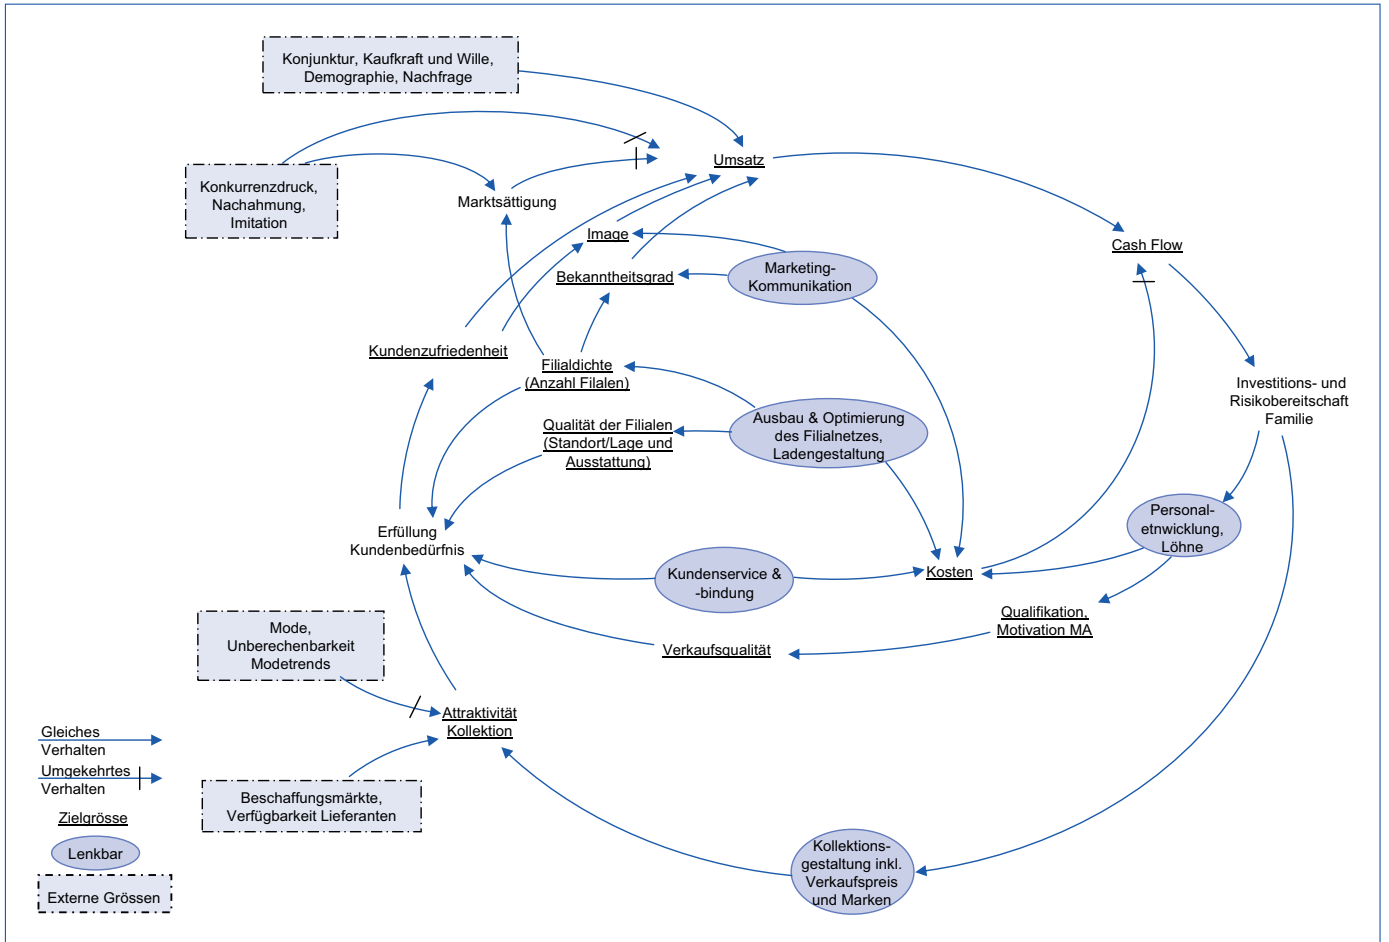 Konjunktur, Kaufkraft und Wille,
Demographie, Nachfrage
Konkurrenzdruck,
Nachahmung,
Imitation
Marktsättigung
Umsatz
Image
Bekanntheitsgrad
Marketing-
Kommunikation
Cash Flow
Kundenzufriedenheit
Filialdichte
(Anzahl Filalen)
Investitions- und
Risikobereitschaft
Familie
Qualität der Filialen
(Standort/Lage und
Ausstattung)
Ausbau & Optimierung
des Filialnetzes,
Ladengestaltung
Personal-
etnwicklung,
Löhne
Erfüllung
Kundenbedürfnis
Kundenservice &
-bindung
Kosten
Qualifikation,
Motivation MA
Verkaufsqualität
Mode,
Unberechenbarkeit
Modetrends
Attraktivität
Kollektion
Beschaffungsmärkte,
Verfügbarkeit Lieferanten
Kollektions-
gestaltung inkl.
Verkaufspreis
und Marken
Gleiches
Verhalten
Umgekehrtes
Verhalten
Zielgrösse
Lenkbar
Externe Grössen